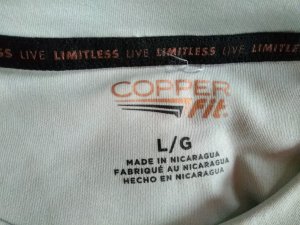 LIVE LIMITLESS LIVE LIMITLESS LIVE LIMITLESS
COPPER
Fit
L/G
MADE IN NICARAGUA
FABRIQUÉ AU NICARAGUA
HECHO EN NICARAGUA